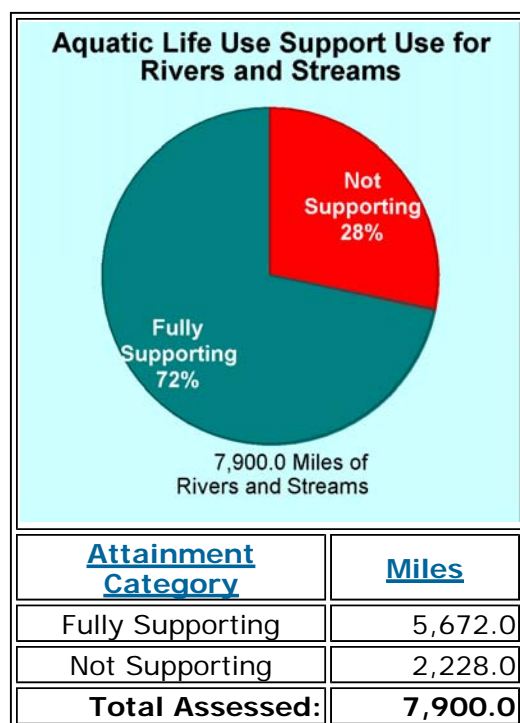 Aquatic Life Use Support Use for
Rivers and Streams
Not
Supporting
28%
Fully
Supporting
72%
7,900.0 Miles of
Rivers and Streams
Attainment
Category
Miles
Fully Supporting 5,672.0
Not Supporting 2,228.0
Total Assessed: 7,900.0